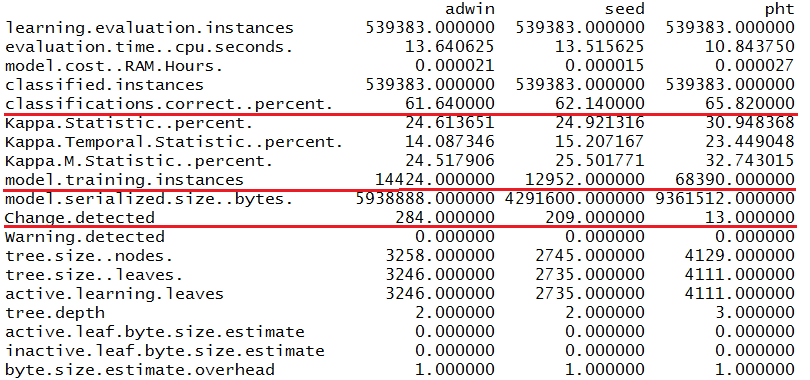 adwin seed pht
learning.evaluation.instances 539383.000000 539383.000000 539383.000000
evaluation.time..cpu.seconds. 13.640625 13.515625 10.843750
model.cost..RAM.Hours. 0.000021 0.000015 0.000027
classified.instances 539383.000000 539383.000000 539383.000000
classifications.correct..percent. 61.640000 62.140000 65.820000
Kappa.Statistic..percent. 24.613651 24.921316 30.948368
Kappa.Temporal.Statistic..percent. 14.087346 15.207167 23.449048
Kappa.M.Statistic..percent. 24.517906 25.501771 32.743015
model.training.instances 14424.000000 12952.000000 68390.000000
model.serialized.size..bytes. 5938888.000000 4291600.000000 9361512.000000
Change.detected 284.000000 209.000000 13.000000
Warning.detected 0.000000 0.000000 0.000000
tree.size..nodes. 3258.000000 2745.000000 4129.000000
tree.size..leaves. 3246.000000 2735.000000 4111.000000
active.learning.leaves 3246.000000 2735.000000 4111.000000
tree.depth 2.000000 2.000000 3.000000
active.leaf.byte.size.estimate 0.000000 0.000000 0.000000
inactive.leaf.byte.size.estimate 0.000000 0.000000 0.000000
byte.size.estimate.overhead 1.000000 1.000000 1.000000